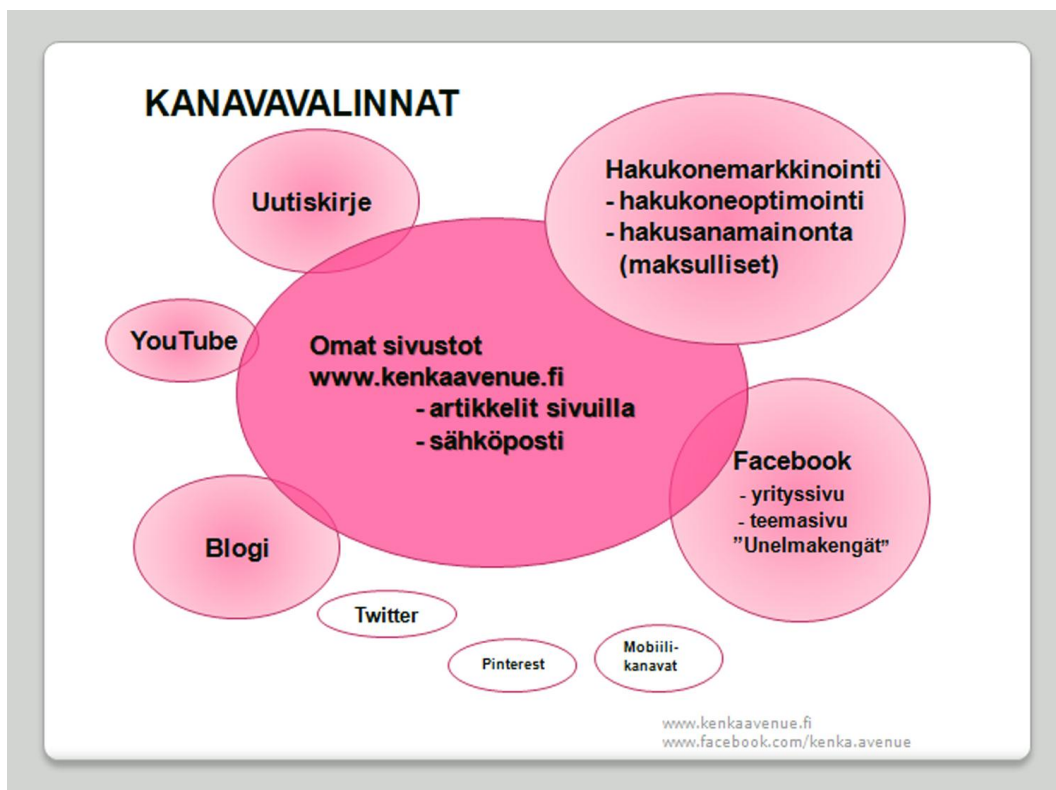 KANAVAVALINNAT
Uutiskirje
Hakukonemarkkinointi
- hakukoneoptimointi
- hakusanamainonta
(maksulliset)
YouTube
Omat sivustot
www.kenkaavenue.fi
- artikkelit sivuilla
- sähköposti
Facebook
- yrityssivu
- teemasivu
”Unelmakengät”
Blogi
Twitter
Pinterest
Mobiili-
kanavat
www.kenkaavenue.fi
www.facebook.com/kenka.avenue